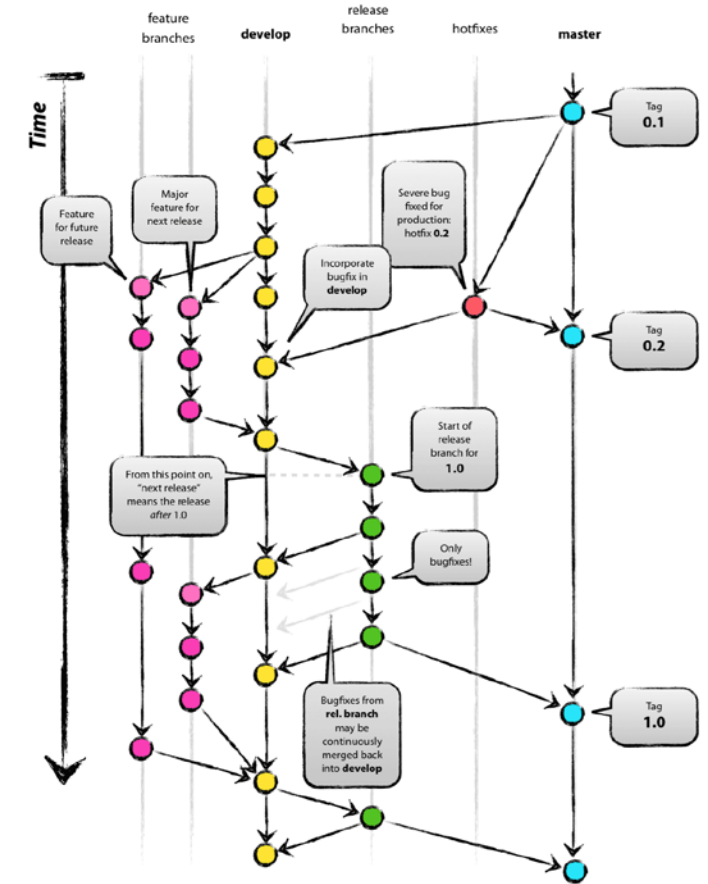 feature
branches
develop
release
branches
hotfixes
master
Time
Tag
0.1
Feature
for future
release
Major
feature for
next release
Severe bug
fixed for
production:
hotfix 0.2
Incorporate
bugfix in
develop
Tag
0.2
Start of
release
branch for
1.0
From this point on,
“next release”
means the release
after 1.0
Only
bugfixes!
Bugfixes from
rel. branch
may be
continuously
merged back
into develop
Tag
1.0